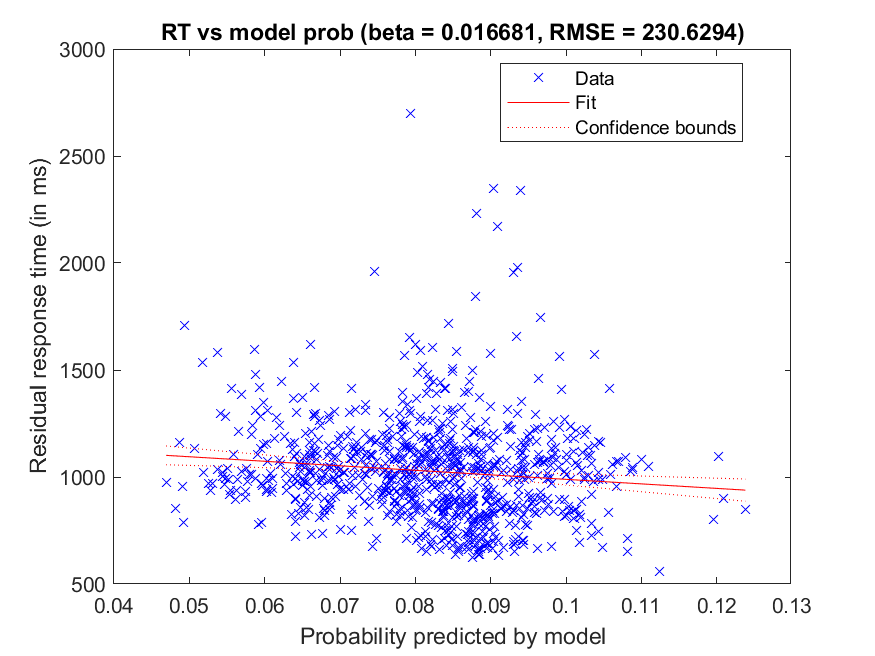 RT vs model prob (beta = 0.016681, RMSE = 230.6294)
Data
Fit
Confidence bounds
Residual response time (in ms)
3000
2500
2000
1500
1000
500
0.04 0.05 0.06 0.07 0.08 0.09 0.1 0.11 0.12 0.13
Probability predicted by model